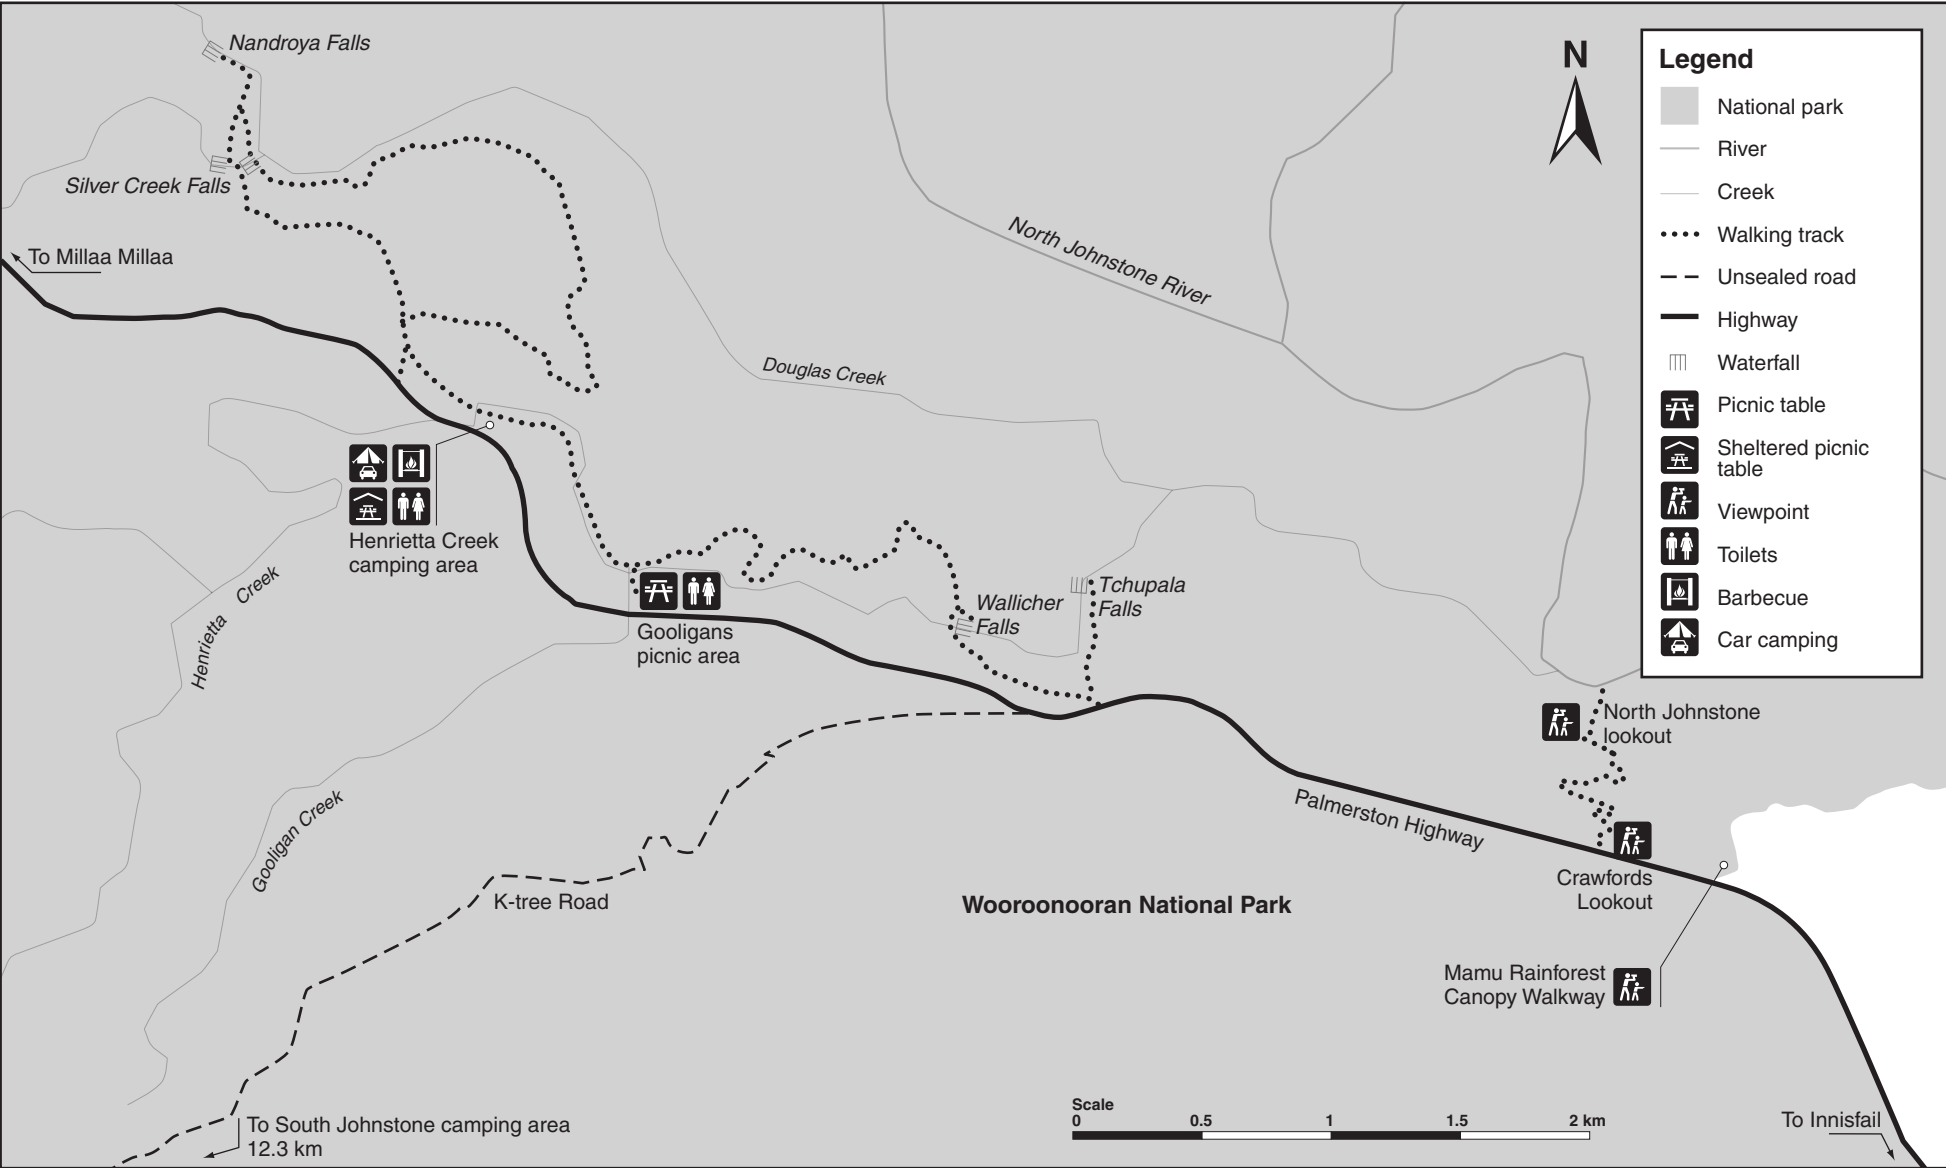 Nandroya Falls
Silver Creek Falls
To Millaa Millaa
North Johnstone River
Douglas Creek
Henrietta Creek
camping area
Henrietta Creek
Gooligans
picnic area
Wallicher
Falls
Tchupala
Falls
Gooligan Creek
K-tree Road
Palmerston Highway
North Johnstone
lookout
Crawfords
Lookout
Wooroonooran National Park
Mamu Rainforest
Canopy Walkway
To South Johnstone camping area
12.3 km
Scale
0 0.5 1 1.5 2 km
To Innisfail
N
Legend
National park
River
Creek
Walking track
Unsealed road
Highway
Waterfall
Picnic table
Sheltered picnic
table
Viewpoint
Toilets
Barbecue
Car camping